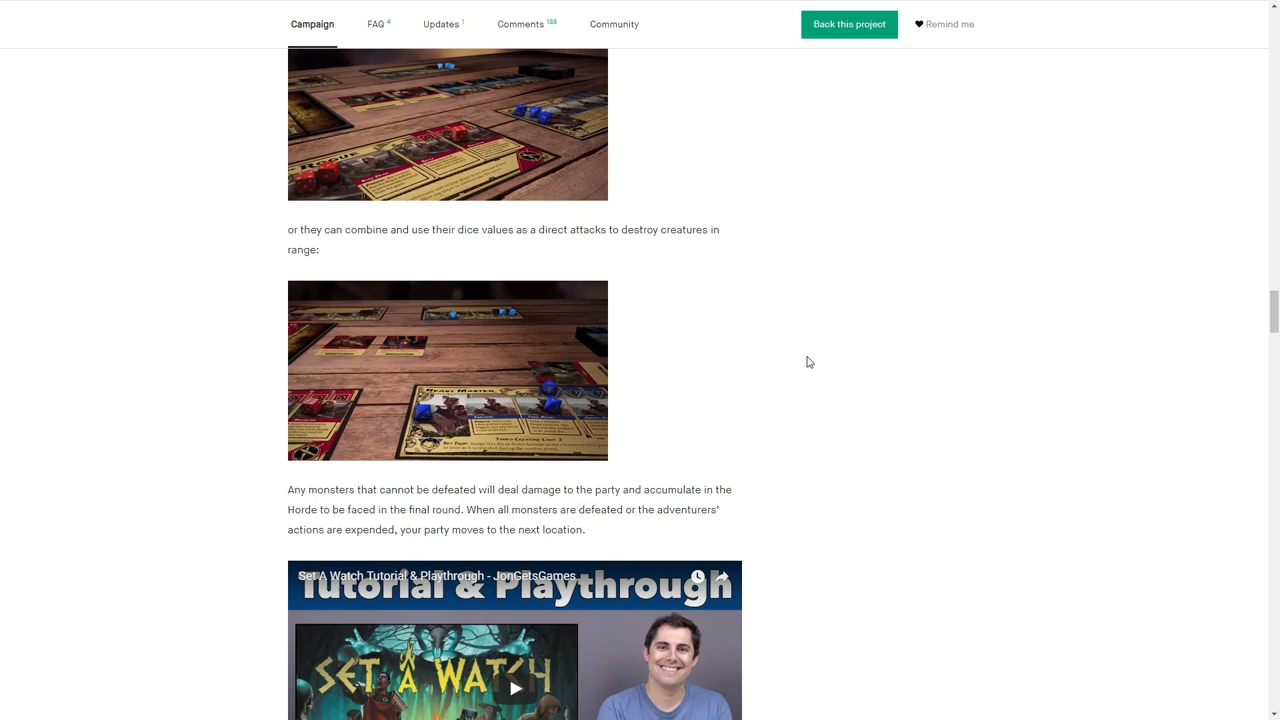 Campaign FAQ 4 Updates 1 Comments 188 Community Back this project Remind me
ROGUE
or they can combine and use their dice values as a direct attacks to destroy creatures in
range:
BEAST MASTER
Any monsters that cannot be defeated will deal damage to the party and accumulate in the
Horde to be faced in the final round. When all monsters are defeated or the adventurers’
actions are expended, your party moves to the next location.
Set A Watch Tutorial & Playthrough - JonGetsGames
Tutorial & Playthrough
SET A WATCH